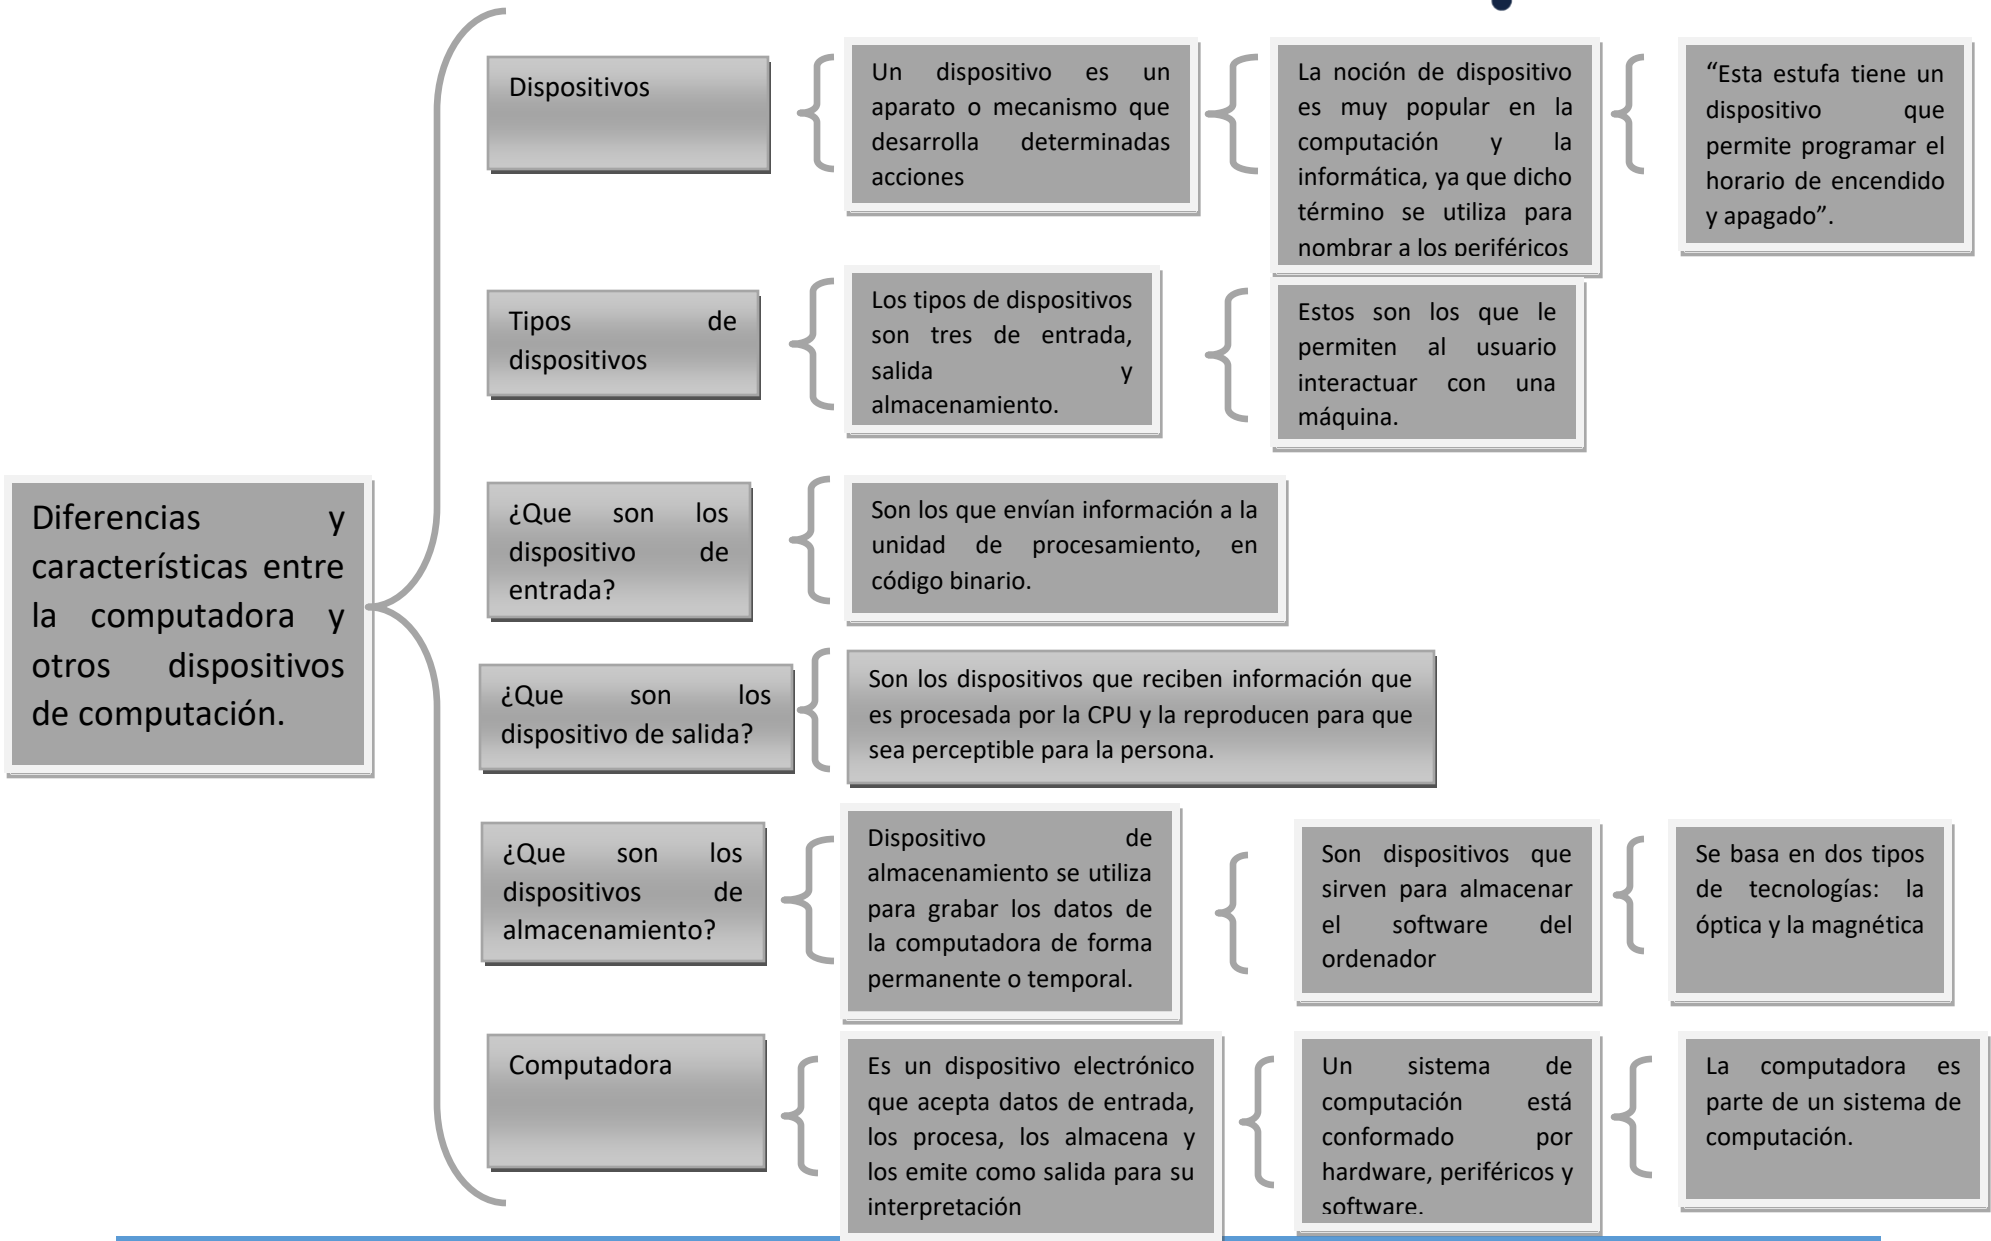 Diferencias y
características entre
la computadora y
otros dispositivos
de computación.
Dispositivos
Un dispositivo es un
aparato o mecanismo que
desarrolla determinadas
acciones
La noción de dispositivo
es muy popular en la
computación y la
informática, ya que dicho
término se utiliza para
nombrar a los periféricos
“Esta estufa tiene un
dispositivo que
permite programar el
horario de encendido
y apagado”.
Tipos de
dispositivos
Los tipos de dispositivos
son tres de entrada,
salida y
almacenamiento.
Estos son los que le
permiten al usuario
interactuar con una
máquina.
¿Que son los
dispositivo de
entrada?
Son los que envían información a la
unidad de procesamiento, en
código binario.
¿Que son los
dispositivo de salida?
Son los dispositivos que reciben información que
es procesada por la CPU y la reproducen para que
sea perceptible para la persona.
¿Que son los
dispositivos de
almacenamiento?
Dispositivo de
almacenamiento se utiliza
para grabar los datos de
la computadora de forma
permanente o temporal.
Son dispositivos que
sirven para almacenar
el software del
ordenador
Se basa en dos tipos
de tecnologías: la
óptica y la magnética
Computadora
Es un dispositivo electrónico
que acepta datos de entrada,
los procesa, los almacena y
los emite como salida para su
interpretación
Un sistema de
computación está
conformado por
hardware, periféricos y
software.
La computadora es
parte de un sistema de
computación.